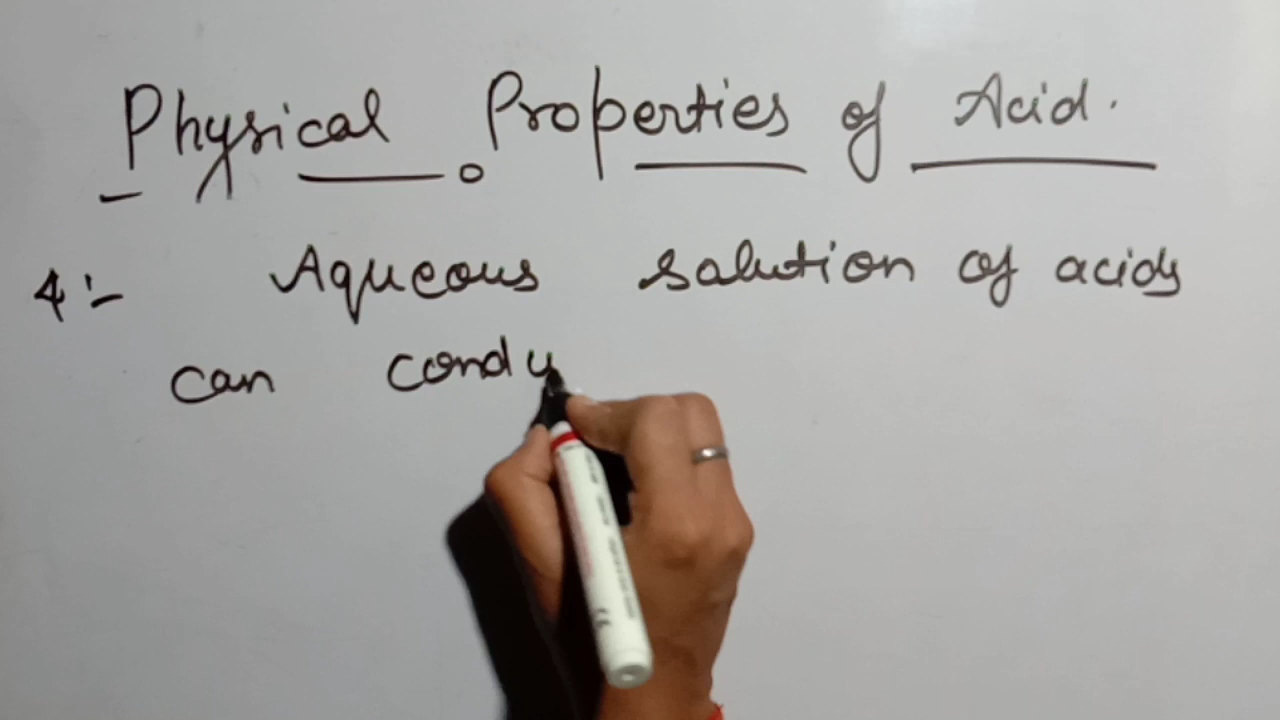 Physical Properties of Acid.
4:- Aqueous solution of acids
can condu